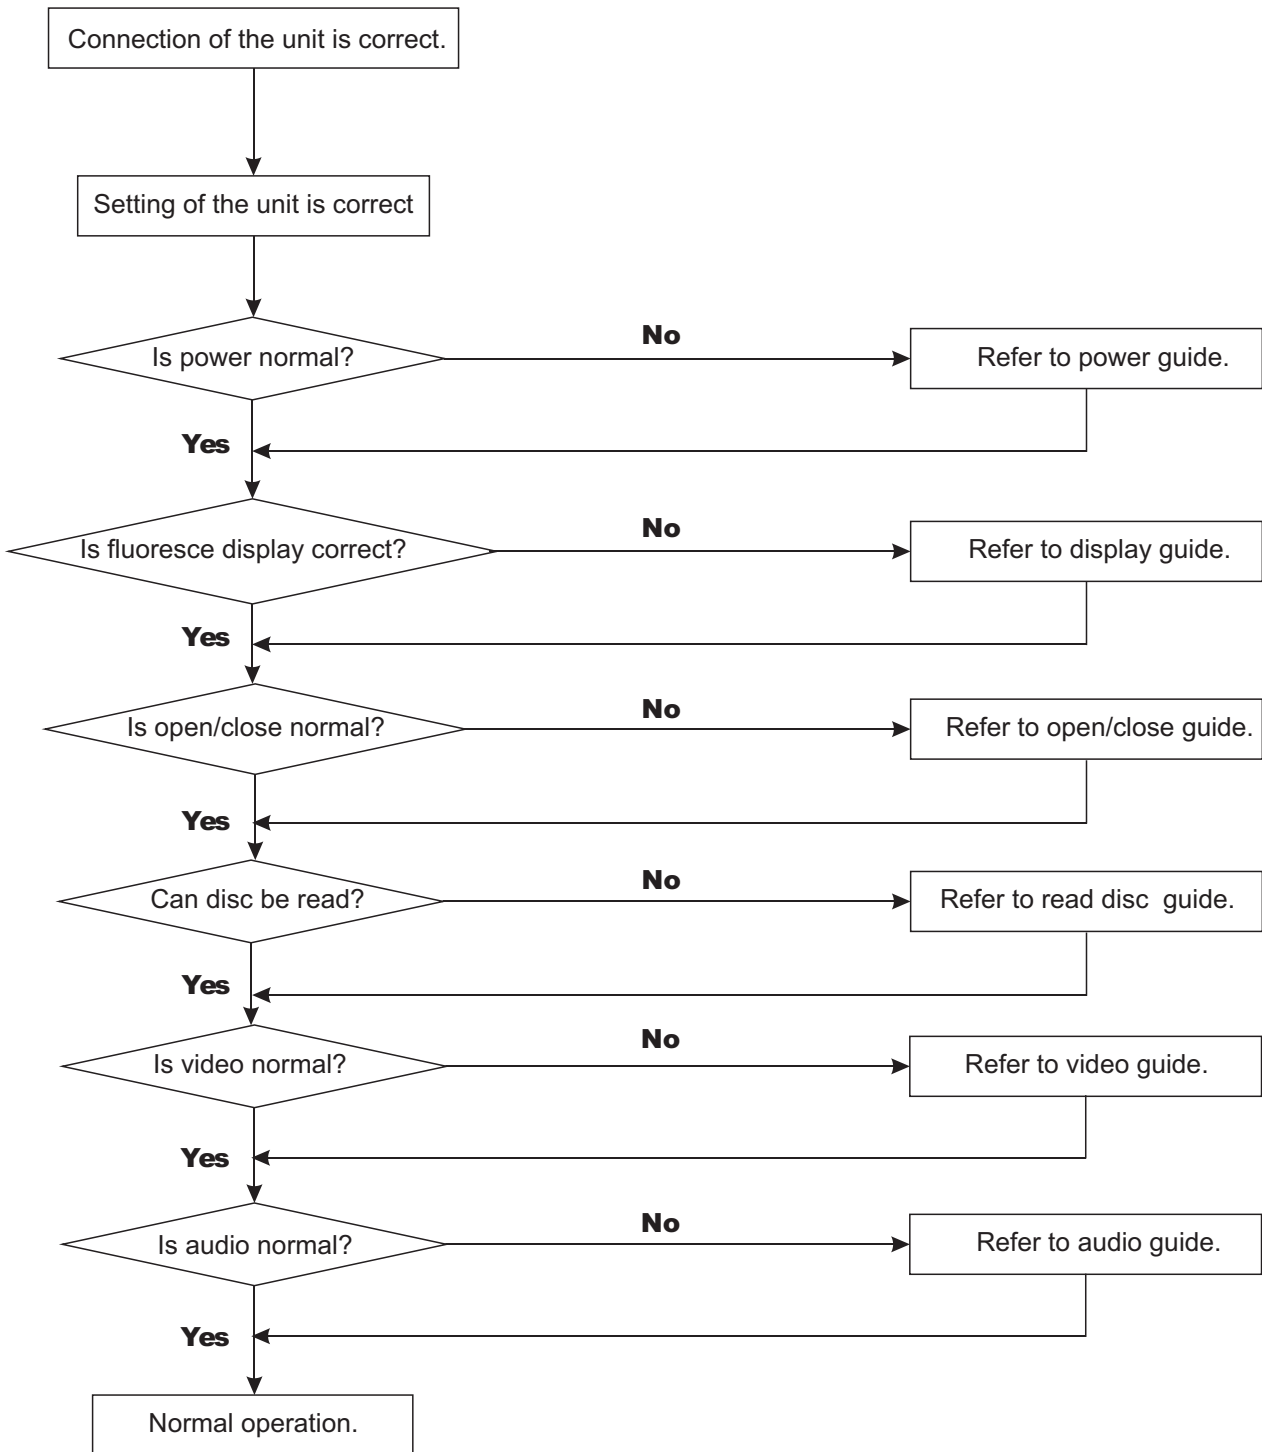 Connection of the unit is correct.
Setting of the unit is correct
Is power normal?
No
Refer to power guide.
Yes
Is fluoresce display correct?
No
Refer to display guide.
Yes
Is open/close normal?
No
Refer to open/close guide.
Yes
Can disc be read?
No
Refer to read disc guide.
Yes
Is video normal?
No
Refer to video guide.
Yes
Is audio normal?
No
Refer to audio guide.
Yes
Normal operation.